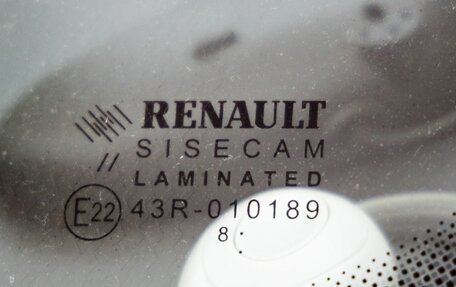 RENAULT
SISECAM
//
LAMINATED
E22 43R-010189
8: